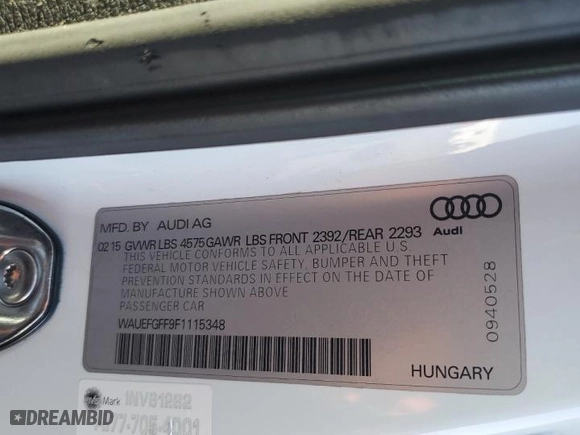 MFD. BY AUDI AG
02 15 GVWR LBS 4575 GAWR LBS FRONT 2392/REAR 2293
THIS VEHICLE CONFORMS TO ALL APPLICABLE U.S.
FEDERAL MOTOR VEHICLE SAFETY, BUMPER AND THEFT
PREVENTION STANDARDS IN EFFECT ON THE DATE OF
MANUFACTURE SHOWN ABOVE
PASSENGER CAR
WAUEFGFF9F1115348
Audi
0940528
HUNGARY
Mark
DREAMBID